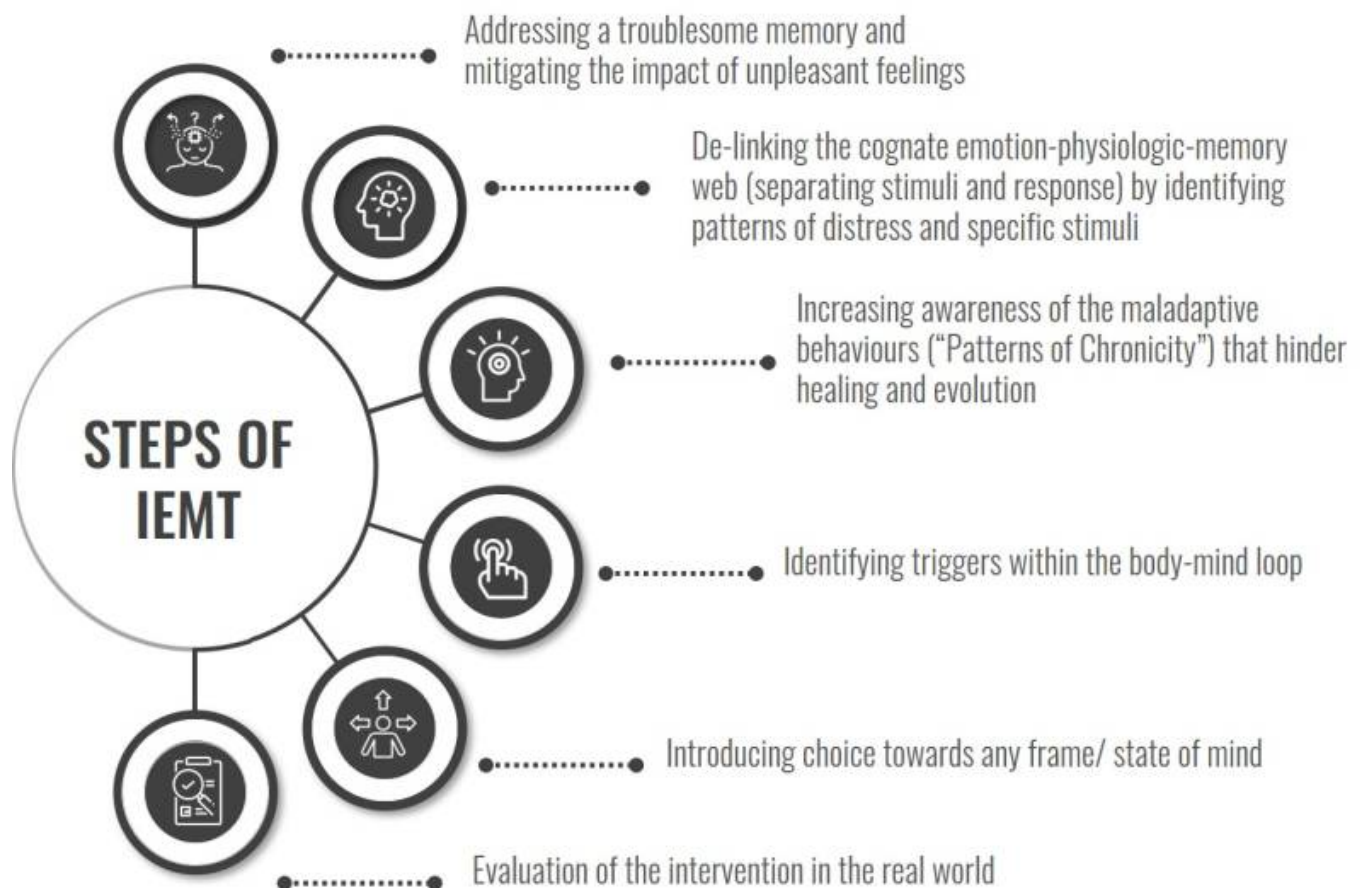 Addressing a troublesome memory and
mitigating the impact of unpleasant feelings
De-linking the cognate emotion-physiologic-memory
web (separating stimuli and response) by identifying
patterns of distress and specific stimuli
Increasing awareness of the maladaptive
behaviours (“Patterns of Chronicity”) that hinder
healing and evolution
STEPS OF
IEMT
Identifying triggers within the body-mind loop
Introducing choice towards any frame/ state of mind
Evaluation of the intervention in the real world